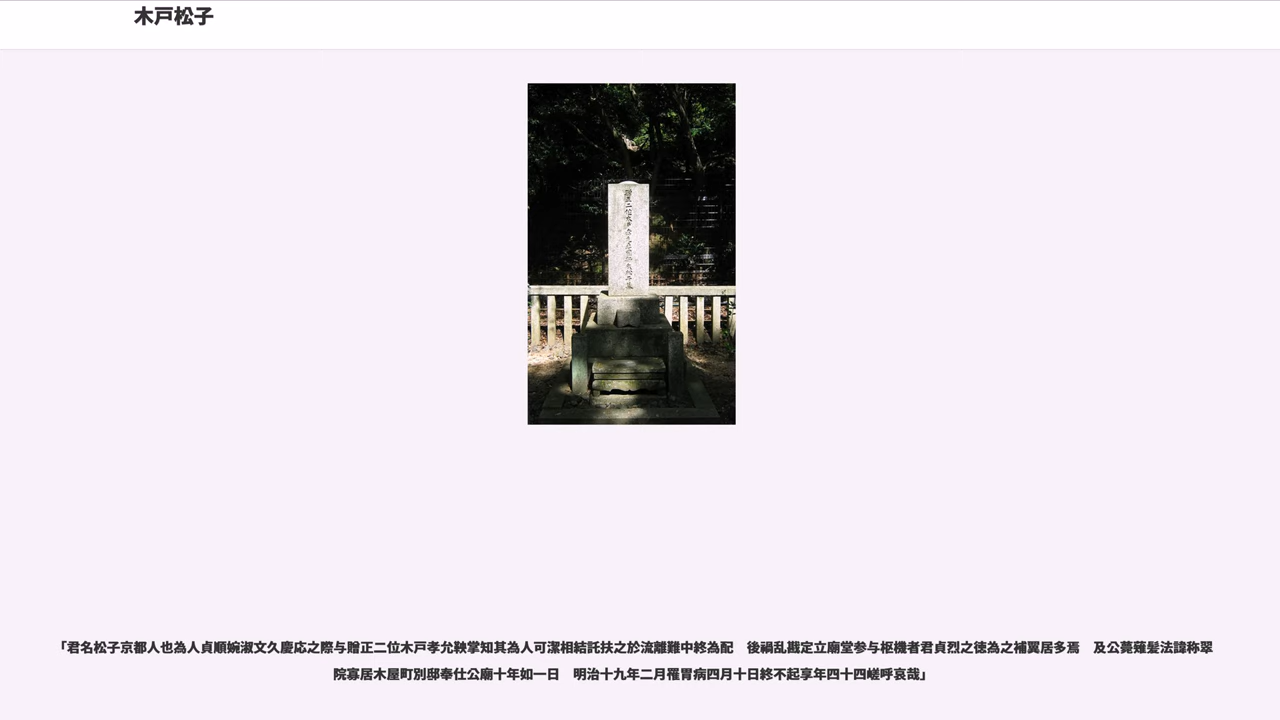 木戸松子
「君名松子京都人也為人貞順婉淑文久慶応之際与贈正二位木戸孝允鞅掌知其為人可潔相結託扶之於流離難中終為配　後禍乱戡定立廟堂参与枢機者君貞烈之徳為之補翼居多焉　及公薨薙髪法諱称翠
院寡居木屋町別邸奉仕公廟十年如一日　明治十九年二月罹胃病四月十日終不起享年四十四嵯呼哀哉」